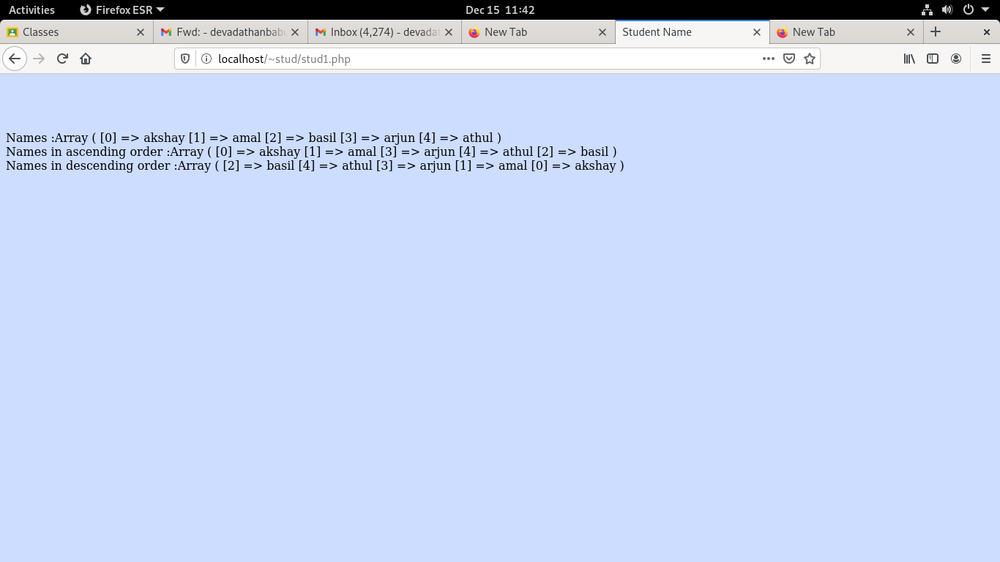 Activities Firefox ESR Dec 15 11:42
Classes Fwd: - devadathanbab Inbox (4,274) - devadat New Tab Student Name New Tab
localhost/~stud/stud1.php
Names :Array ( [0] => akshay [1] => amal [2] => basil [3] => arjun [4] => athul )
Names in ascending order :Array ( [0] => akshay [1] => amal [3] => arjun [4] => athul [2] => basil )
Names in descending order :Array ( [2] => basil [4] => athul [3] => arjun [1] => amal [0] => akshay )